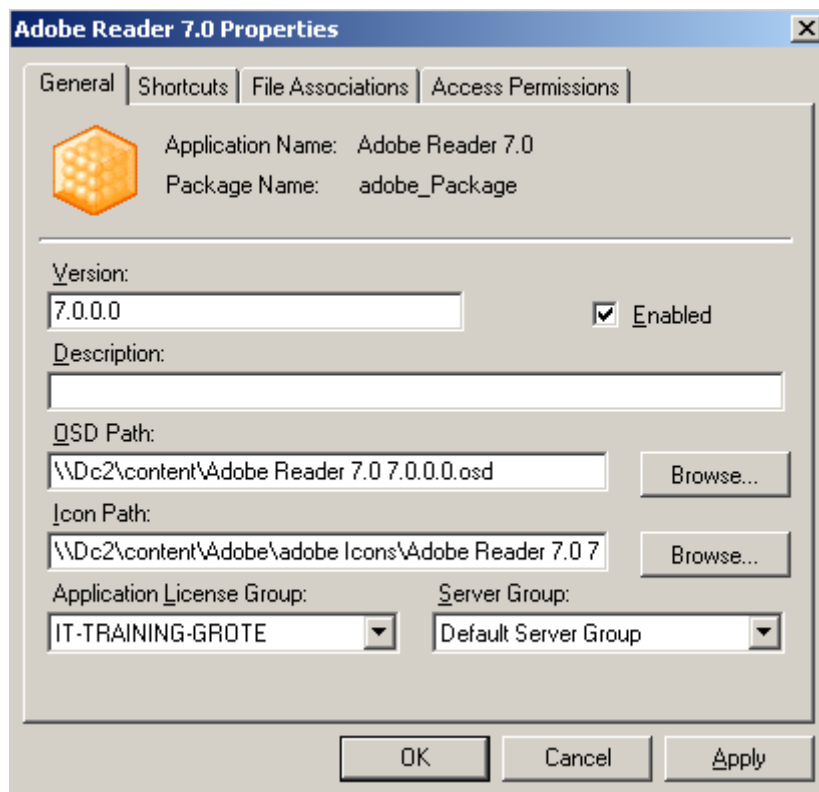 Adobe Reader 7.0 Properties
General Shortcuts File Associations Access Permissions
Application Name: Adobe Reader 7.0
Package Name: adobe_Package
Version:
7.0.0.0 Enabled
Description:
OSD Path:
\\Dc2\content\Adobe Reader 7.0 7.0.0.0.osd Browse...
Icon Path:
\\Dc2\content\Adobe\adobe Icons\Adobe Reader 7.0 7 Browse...
Application License Group: Server Group:
IT-TRAINING-GROTE Default Server Group
OK Cancel Apply